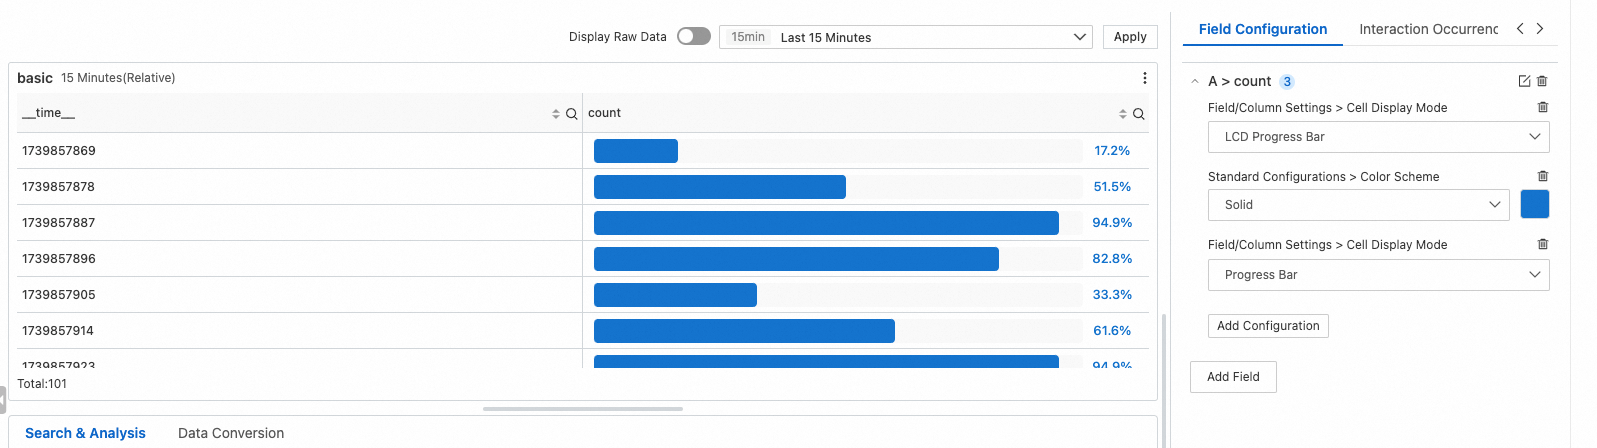 Display Raw Data 15min Last 15 Minutes Apply
basic 15 Minutes(Relative)
__time__ count
1739857869 17.2%
1739857878 51.5%
1739857887 94.9%
1739857896 82.8%
1739857905 33.3%
1739857914 61.6%
1739857923 94.9%
Total:101
Search & Analysis Data Conversion
Field Configuration Interaction Occurrenc
A > count 3
Field/Column Settings > Cell Display Mode
LCD Progress Bar
Standard Configurations > Color Scheme
Solid
Field/Column Settings > Cell Display Mode
Progress Bar
Add Configuration
Add Field